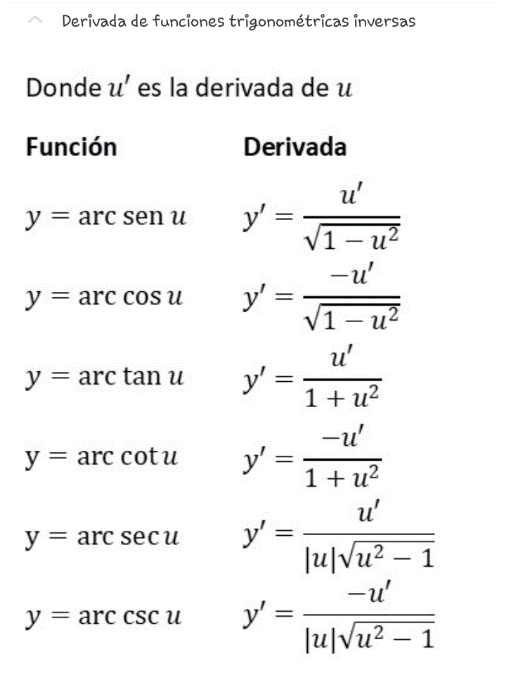 Derivada de funciones trigonométricas inversas
Donde u′ es la derivada de u
Función Derivada
y = arc sen u y′ = u′ / √(1 − u²)
y = arc cos u y′ = −u′ / √(1 − u²)
y = arc tan u y′ = u′ / (1 + u²)
y = arc cot u y′ = −u′ / (1 + u²)
y = arc sec u y′ = u′ / (|u|√(u² − 1))
y = arc csc u y′ = −u′ / (|u|√(u² − 1))